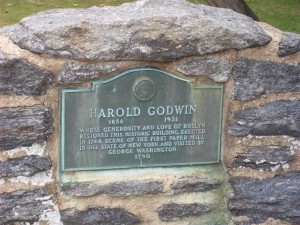 HAROLD GODWIN
1858 1931
WHOSE GENEROSITY AND LOVE OF ROSLYN
RESTORED THIS HISTORIC BUILDING, ERECTED
IN 1744, SCENE OF THE FIRST PAPER MILL
IN THE STATE OF NEW YORK AND VISITED BY
GEORGE WASHINGTON
1790